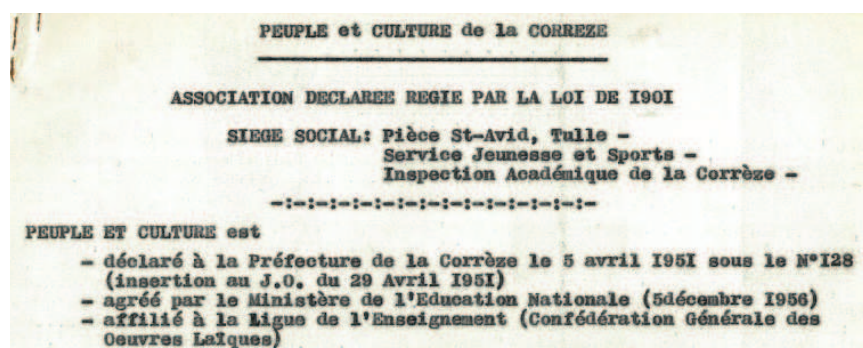 PEUPLE et CULTURE de la CORREZE
ASSOCIATION DECLAREE REGIE PAR LA LOI DE I90I
SIEGE SOCIAL: Pièce St-Avid, Tulle -
Service Jeunesse et Sports -
Inspection Académique de la Corrèze -
-:-:-:-:-:-:-:-:-:-:-:-:-:-:-
PEUPLE ET CULTURE est
- déclaré à la Préfecture de la Corrèze le 5 avril I95I sous le N°I28
(insertion au J.O. du 29 Avril I95I)
- agréé par le Ministère de l'Education Nationale (5décembre I956)
- affilié à la Ligue de l'Enseignement (Confédération Générale des
Oeuvres Laïques)